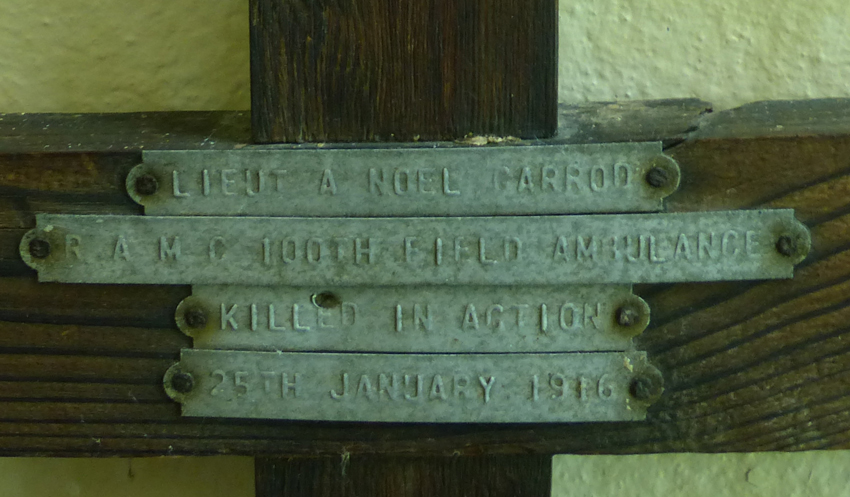 LIEUT A NOEL GARROD
R A M C 100TH FIELD AMBULANCE
KILLED IN ACTION
25TH JANUARY 1916